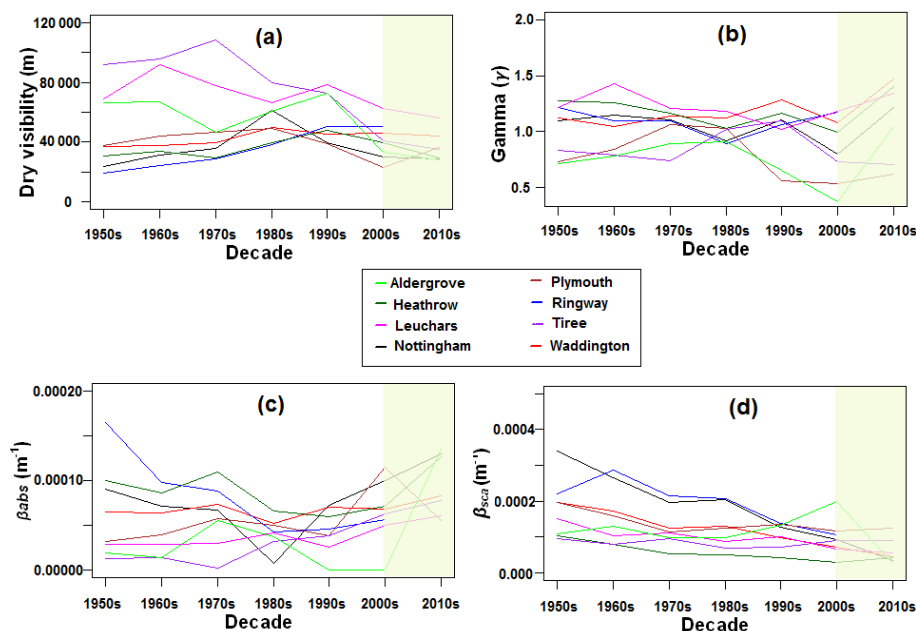 (a)
Dry visibility (m)
120 000
80 000
40 000
0
1950s 1960s 1970s 1980s 1990s 2000s 2010s
Decade
(b)
Gamma (γ)
2.0
1.5
1.0
0.5
1950s 1960s 1970s 1980s 1990s 2000s 2010s
Decade
Aldergrove
Heathrow
Leuchars
Nottingham
Plymouth
Ringway
Tiree
Waddington
(c)
βabs (m⁻¹)
0.00020
0.00010
0.00000
1950s 1960s 1970s 1980s 1990s 2000s 2010s
Decade
(d)
βsca (m⁻¹)
0.0004
0.0002
0.000
1950s 1960s 1970s 1980s 1990s 2000s 2010s
Decade